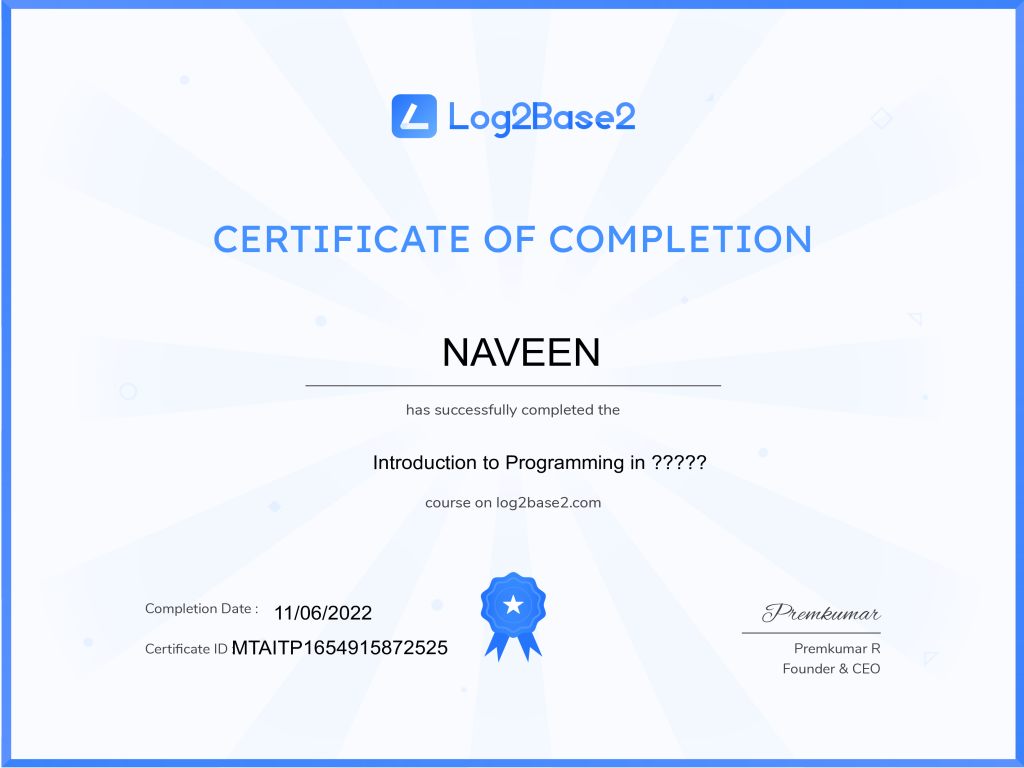 Log2Base2
CERTIFICATE OF COMPLETION
NAVEEN
has successfully completed the
Introduction to Programming in ?????
course on log2base2.com
Completion Date : 11/06/2022
Certificate ID MTAITP1654915872525
Premkumar
Premkumar R
Founder & CEO